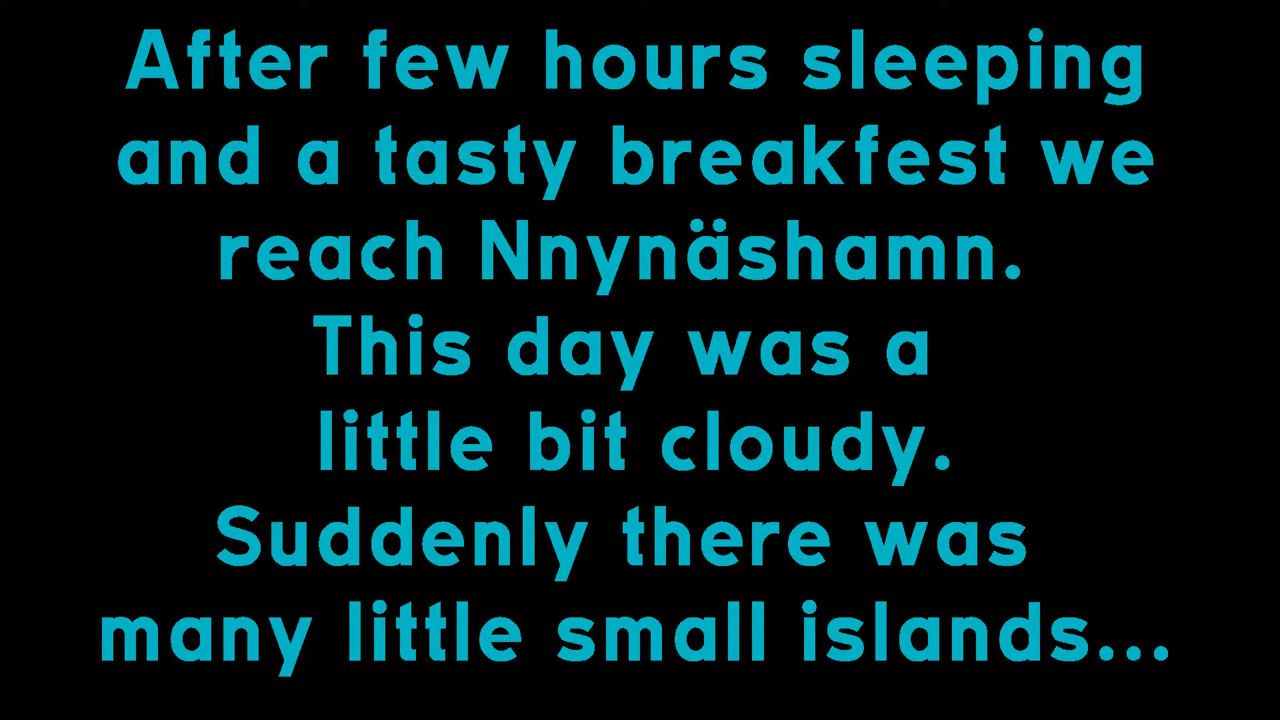 After few hours sleeping
and a tasty breakfest we
reach Nnynäshamn.
This day was a
little bit cloudy.
Suddenly there was
many little small islands...